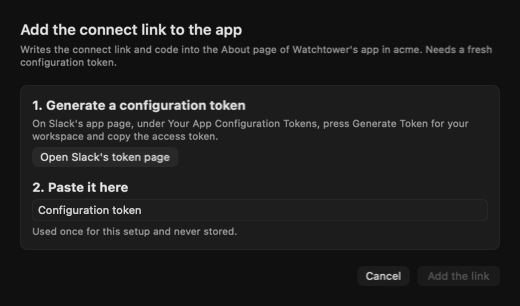 Add the connect link to the app
Writes the connect link and code into the About page of Watchtower's app in acme. Needs a fresh
configuration token.
1. Generate a configuration token
On Slack's app page, under Your App Configuration Tokens, press Generate Token for your
workspace and copy the access token.
Open Slack's token page
2. Paste it here
Configuration token
Used once for this setup and never stored.
Cancel
Add the link